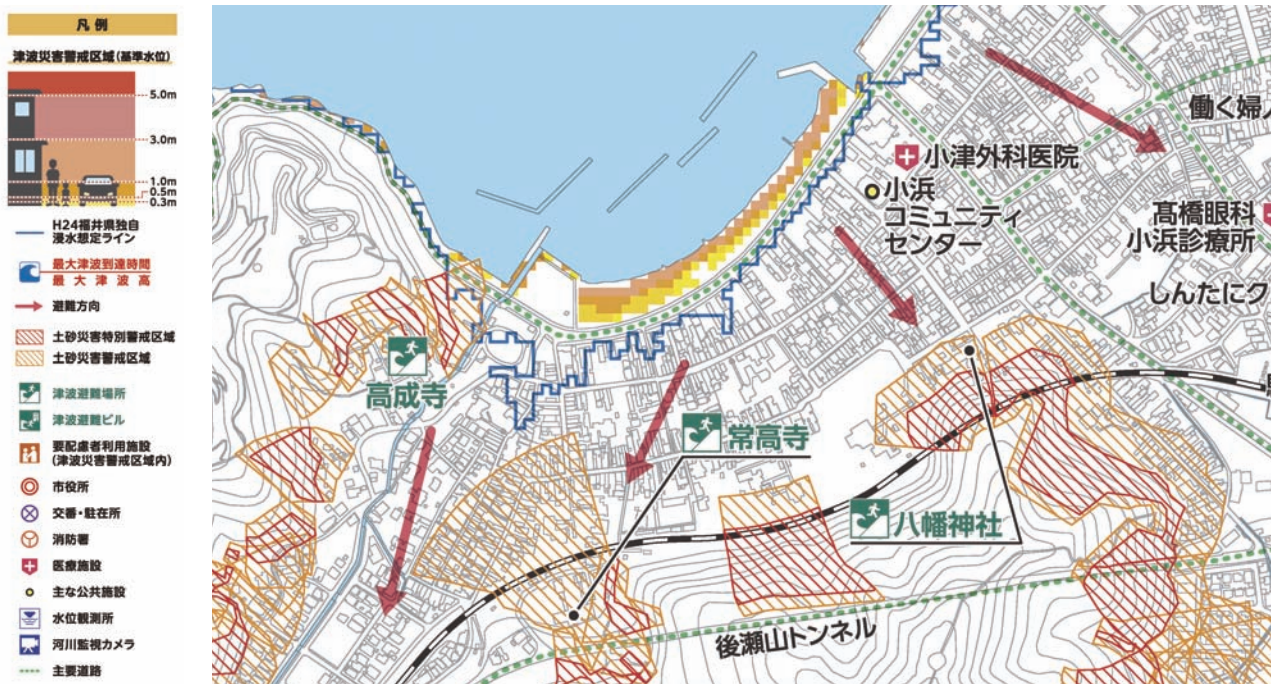 凡例
津波災害警戒区域(基準水位)
5.0m
3.0m
1.0m
0.5m
0.3m
H24福井県独自
浸水想定ライン
最大津波到達時間
最大津波高
避難方向
土砂災害特別警戒区域
土砂災害警戒区域
津波避難場所
津波避難ビル
要配慮者利用施設
(津波災害警戒区域内)
市役所
交番・駐在所
消防署
医療施設
主な公共施設
水位観測所
河川監視カメラ
主要道路
働く婦人
小津外科医院
小浜
コミュニティ
センター
髙橋眼科
小浜診療所
しんたにク
高成寺
常高寺
八幡神社
後瀬山トンネル